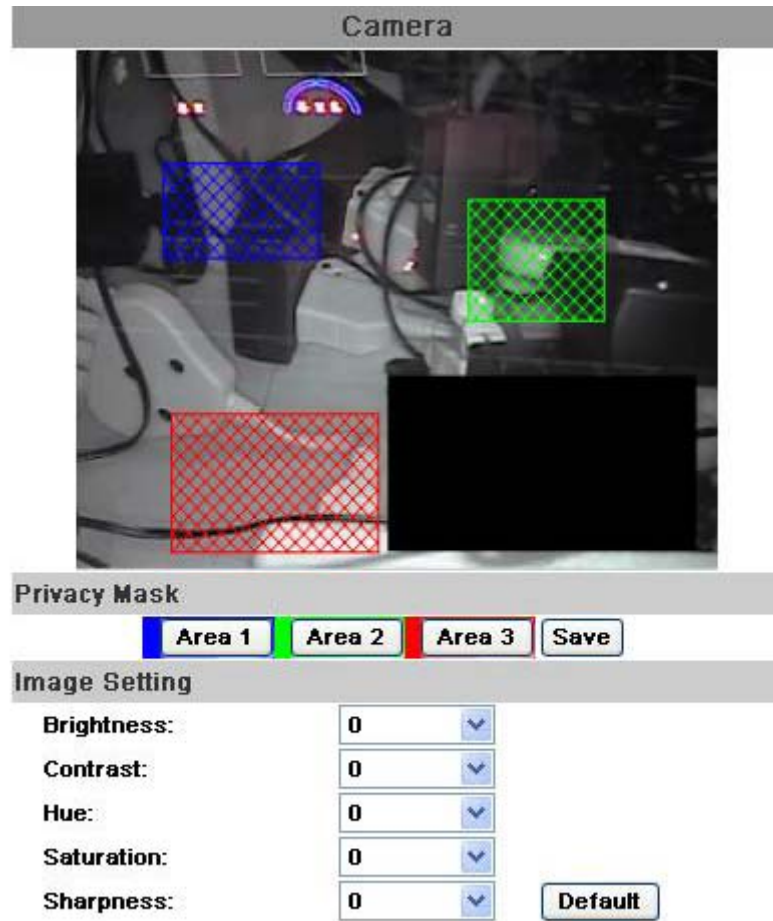 Camera
Privacy Mask
Area 1 Area 2 Area 3 Save
Image Setting
Brightness: 0
Contrast: 0
Hue: 0
Saturation: 0
Sharpness: 0 Default